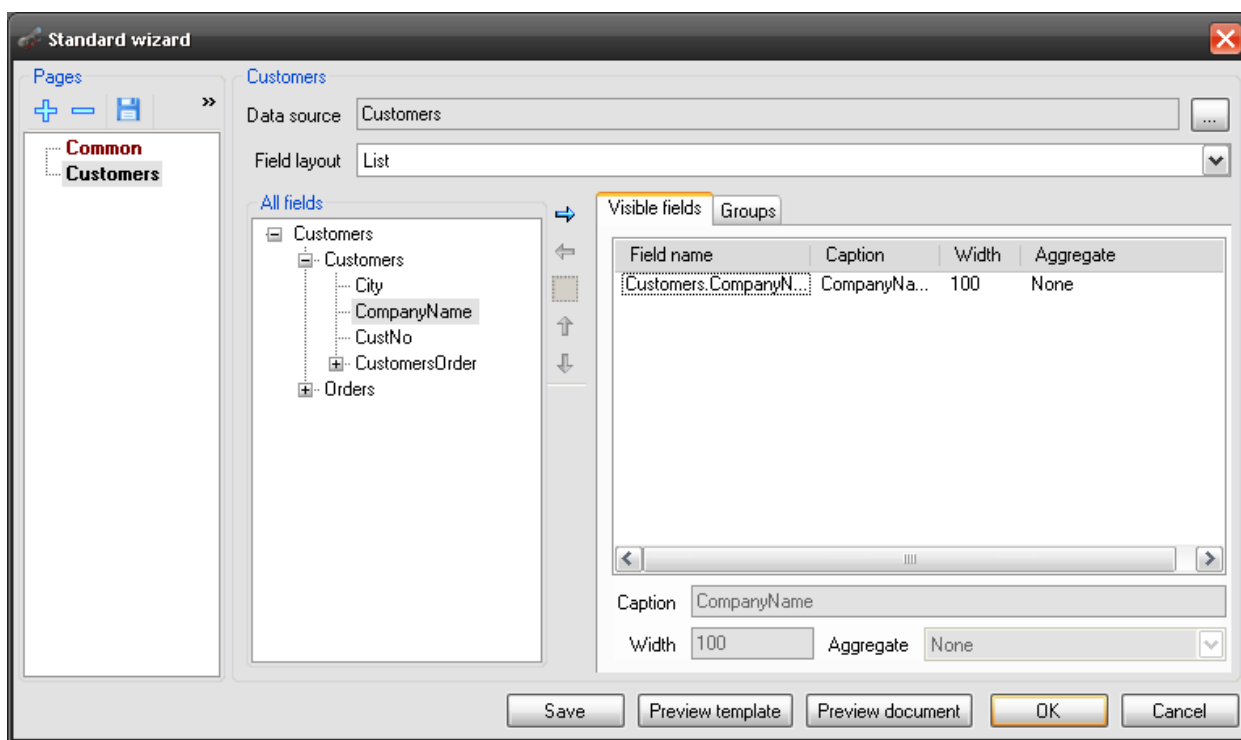 Standard wizard
Pages
»
Common
Customers
Customers
Data source Customers ...
Field layout List
All fields
Customers
Customers
City
CompanyName
CustNo
CustomersOrder
Orders
Visible fields Groups
Field name Caption Width Aggregate
Customers.CompanyN... CompanyNa... 100 None
Caption CompanyName
Width 100 Aggregate None
Save Preview template Preview document OK Cancel